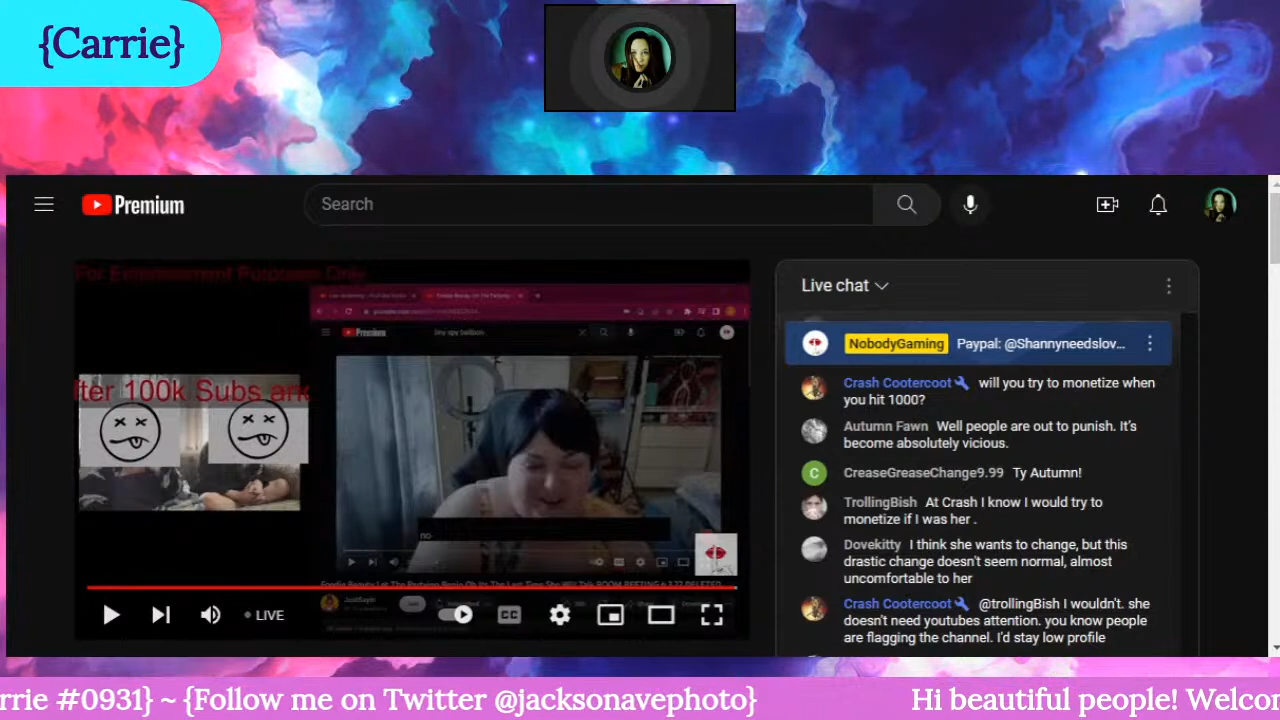 {Carrie}
Premium
Search
For Entertainment Purposes Only
fter 100k Subs and
Premium
no
LIVE
CC
Live chat
NobodyGaming Paypal: @Shannyneedslov...
Crash Cootercoot will you try to monetize when
you hit 1000?
Autumn Fawn Well people are out to punish. It's
become absolutely vicious.
C CreaseGreaseChange9.99 Ty Autumn!
TrollingBish At Crash I know I would try to
monetize if I was her .
Dovekitty I think she wants to change, but this
drastic change doesn't seem normal, almost
uncomfortable to her
Crash Cootercoot @trollingBish I wouldn't. she
doesn't need youtubes attention. you know people
are flagging the channel. I'd stay low profile
rrie #0931} ~ {Follow me on Twitter @jacksonavephoto} Hi beautiful people! Welcor